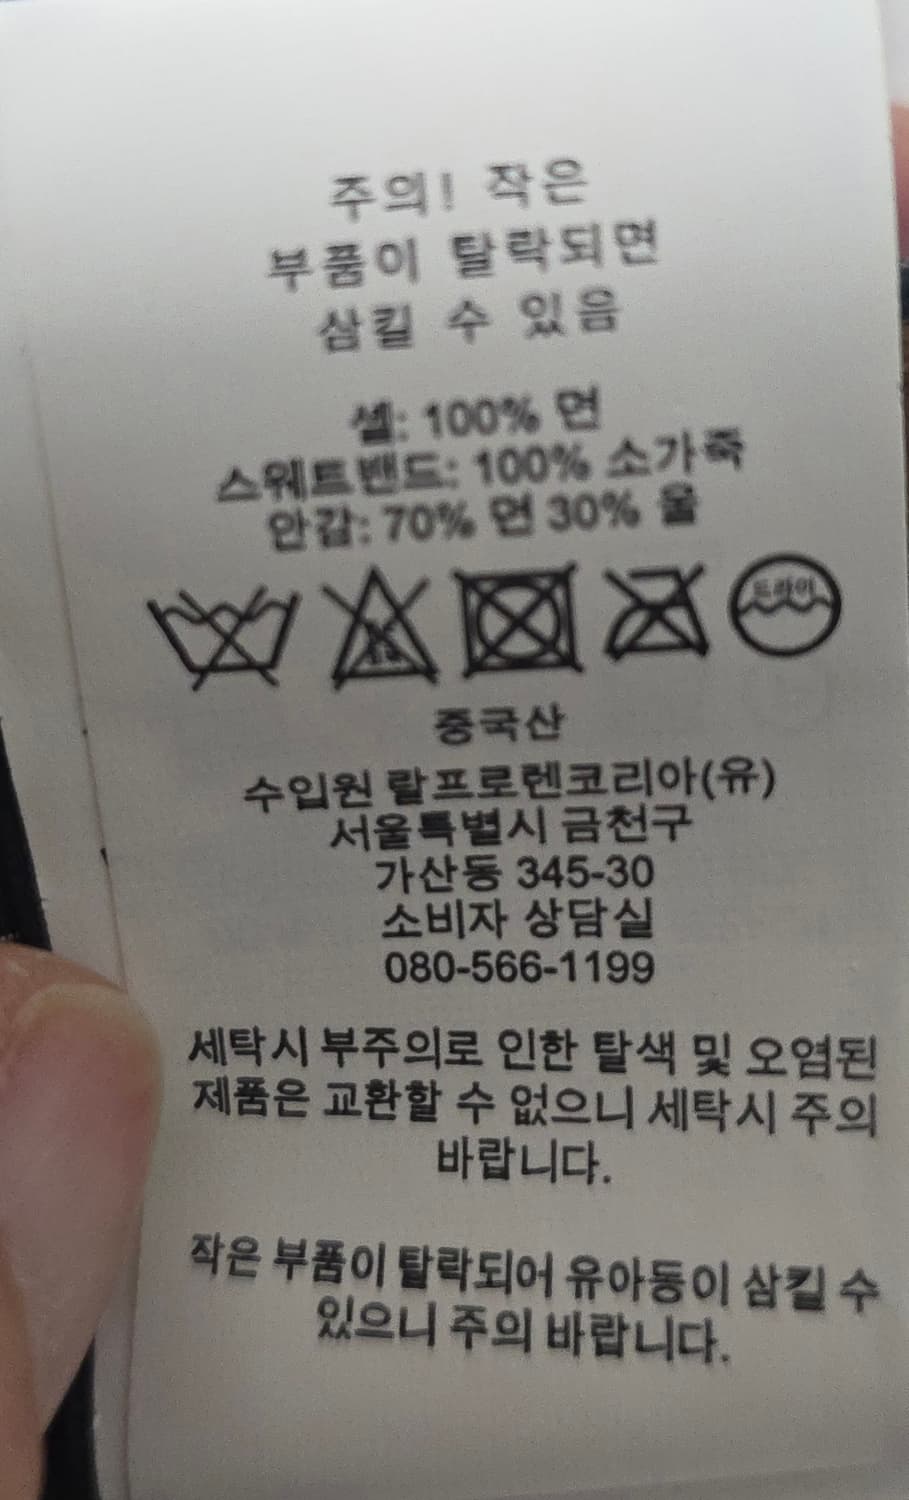 주의! 작은
부품이 탈락되면
삼킬 수 있음
셀: 100% 면
스웨트밴드: 100% 소가죽
안감: 70% 면 30% 울
드라이
중국산
수입원 랄프로렌코리아(유)
서울특별시 금천구
가산동 345-30
소비자 상담실
080-566-1199
세탁시 부주의로 인한 탈색 및 오염된
제품은 교환할 수 없으니 세탁시 주의
바랍니다.
작은 부품이 탈락되어 유아동이 삼킬 수
있으니 주의 바랍니다.